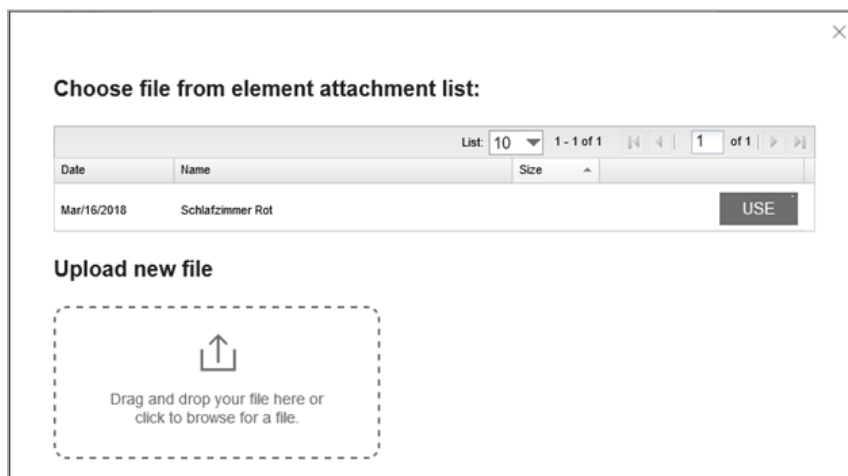 Choose file from element attachment list:
List: 10 1 - 1 of 1 1 of 1
Date Name Size
Mar/16/2018 Schlafzimmer Rot USE
Upload new file
Drag and drop your file here or
click to browse for a file.